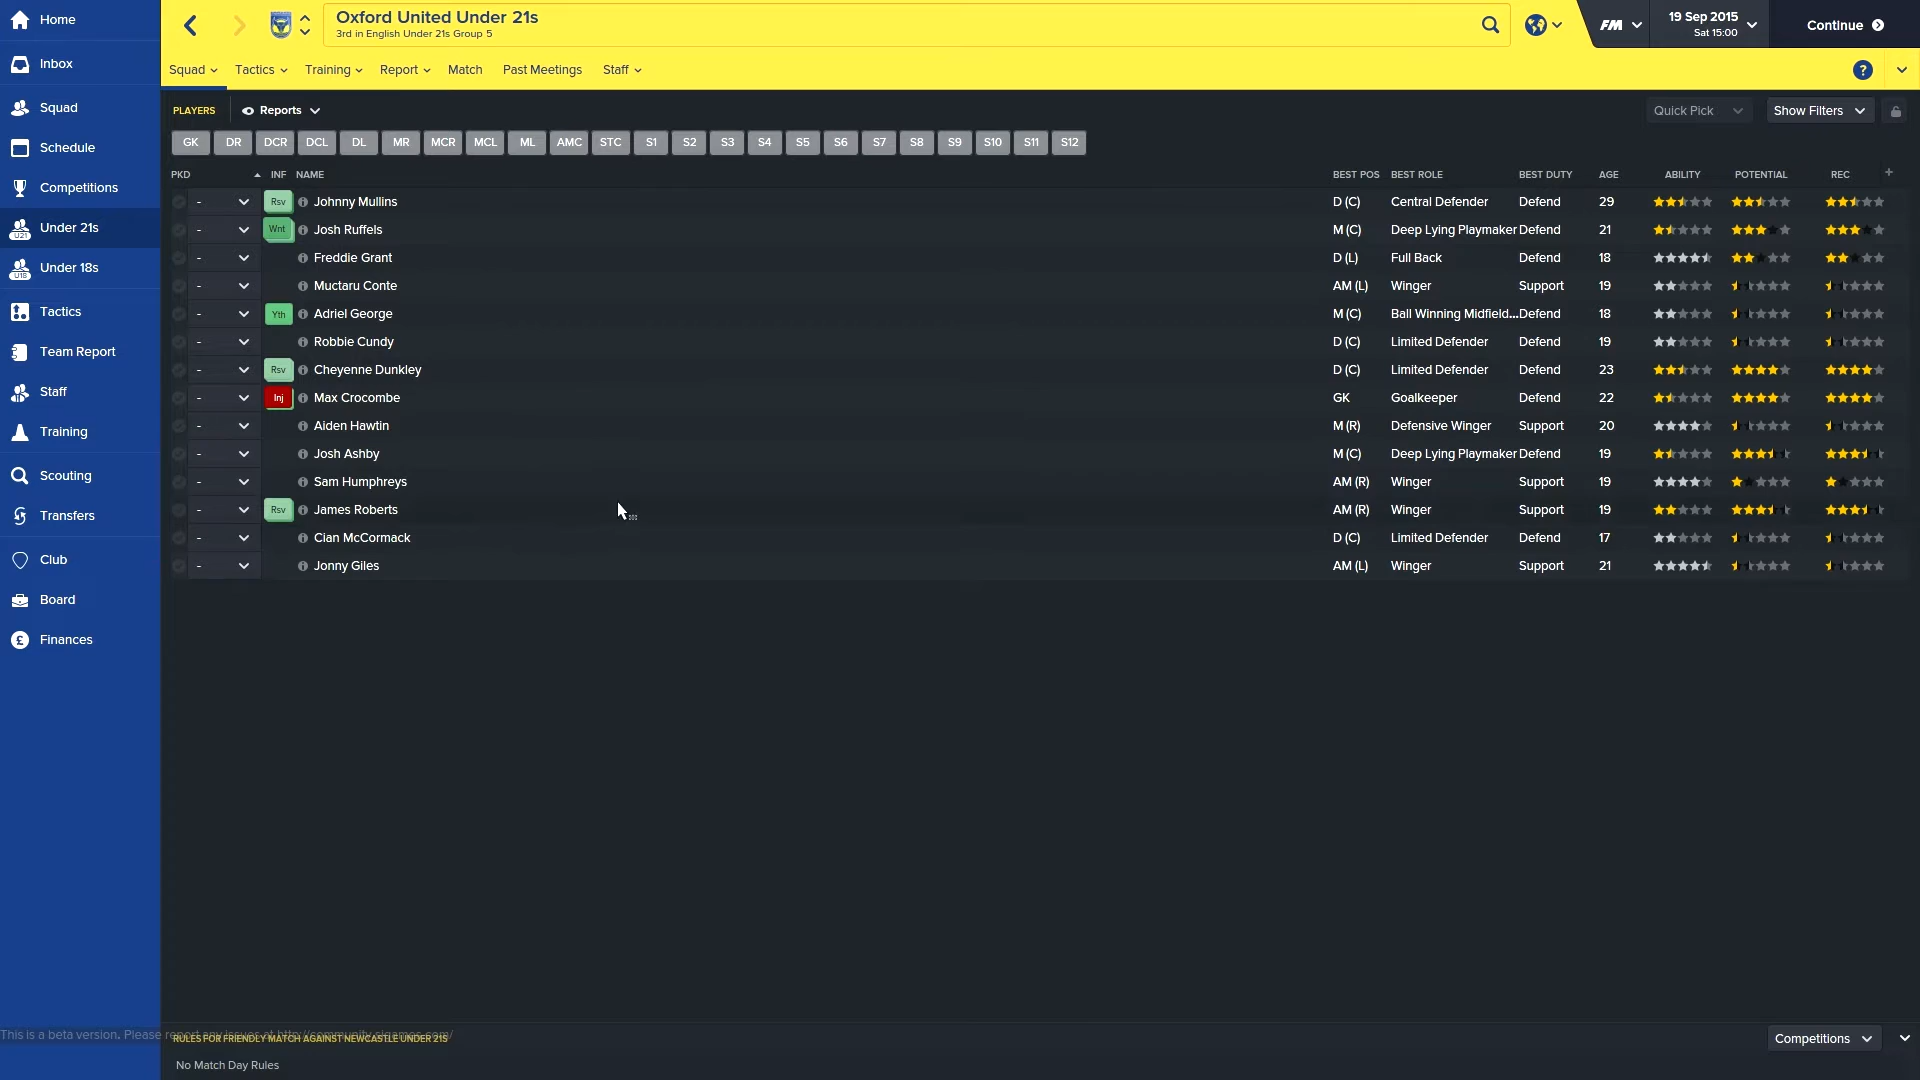 Home
Inbox
Squad
Schedule
Competitions
Under 21s
Under 18s
Tactics
Team Report
Staff
Training
Scouting
Transfers
Club
Board
Finances
Oxford United Under 21s
3rd in English Under 21s Group 5
FM
19 Sep 2015
Sat 15:00
Continue
Squad Tactics Training Report Match Past Meetings Staff
?
PLAYERS Reports Quick Pick Show Filters
GK DR DCR DCL DL MR MCR MCL ML AMC STC S1 S2 S3 S4 S5 S6 S7 S8 S9 S10 S11 S12
PKD INF NAME BEST POS BEST ROLE BEST DUTY AGE ABILITY POTENTIAL REC +
- Rsv Johnny Mullins D (C) Central Defender Defend 29
- Wnt Josh Ruffels M (C) Deep Lying Playmaker Defend 21
- Freddie Grant D (L) Full Back Defend 18
- Muctaru Conte AM (L) Winger Support 19
- Yth Adriel George M (C) Ball Winning Midfield... Defend 18
- Robbie Cundy D (C) Limited Defender Defend 19
- Rsv Cheyenne Dunkley D (C) Limited Defender Defend 23
- Inj Max Crocombe GK Goalkeeper Defend 22
- Aiden Hawtin M (R) Defensive Winger Support 20
- Josh Ashby M (C) Deep Lying Playmaker Defend 19
- Sam Humphreys AM (R) Winger Support 19
- Rsv James Roberts AM (R) Winger Support 19
- Cian McCormack D (C) Limited Defender Defend 17
- Jonny Giles AM (L) Winger Support 21
This is a beta version. Please report any issues at http://community.sigames.com/
RULES FOR FRIENDLY MATCH AGAINST NEWCASTLE UNDER 21S
Competitions
No Match Day Rules